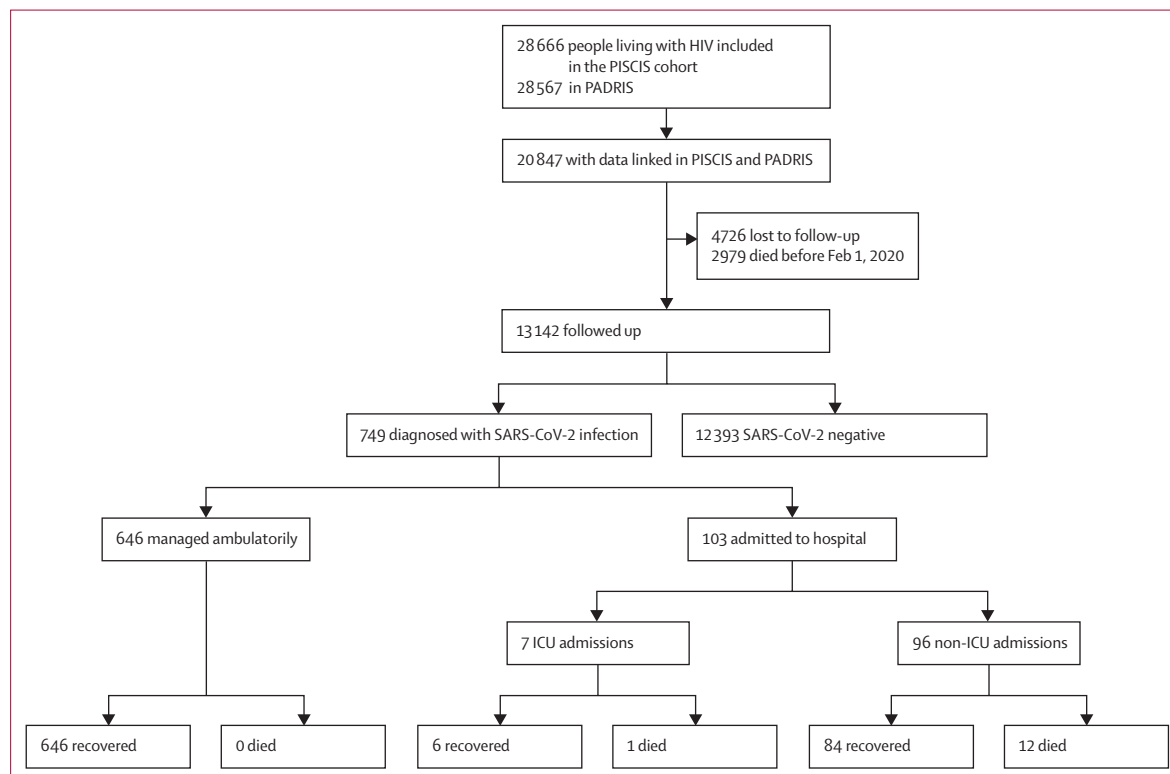 28 666 people living with HIV included
in the PISCIS cohort
28 567 in PADRIS
20 847 with data linked in PISCIS and PADRIS
4726 lost to follow-up
2979 died before Feb 1, 2020
13 142 followed up
749 diagnosed with SARS-CoV-2 infection
12 393 SARS-CoV-2 negative
646 managed ambulatorily
103 admitted to hospital
7 ICU admissions
96 non-ICU admissions
646 recovered
0 died
6 recovered
1 died
84 recovered
12 died